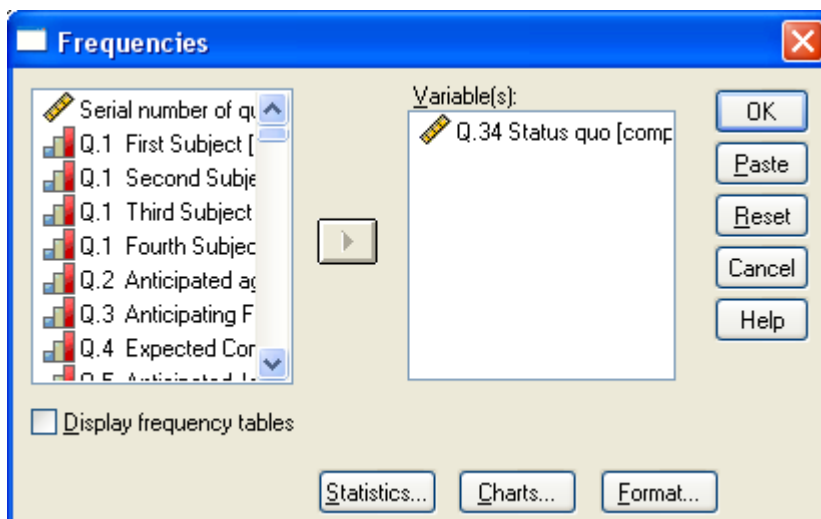 Frequencies
Serial number of qu
Q.1 First Subject [
Q.1 Second Subje
Q.1 Third Subject
Q.1 Fourth Subjec
Q.2 Anticipated ag
Q.3 Anticipating F
Q.4 Expected Cor
Q.5 Anticipated
Display frequency tables
Variable(s):
Q.34 Status quo [comp
OK
Paste
Reset
Cancel
Help
Statistics...
Charts...
Format...